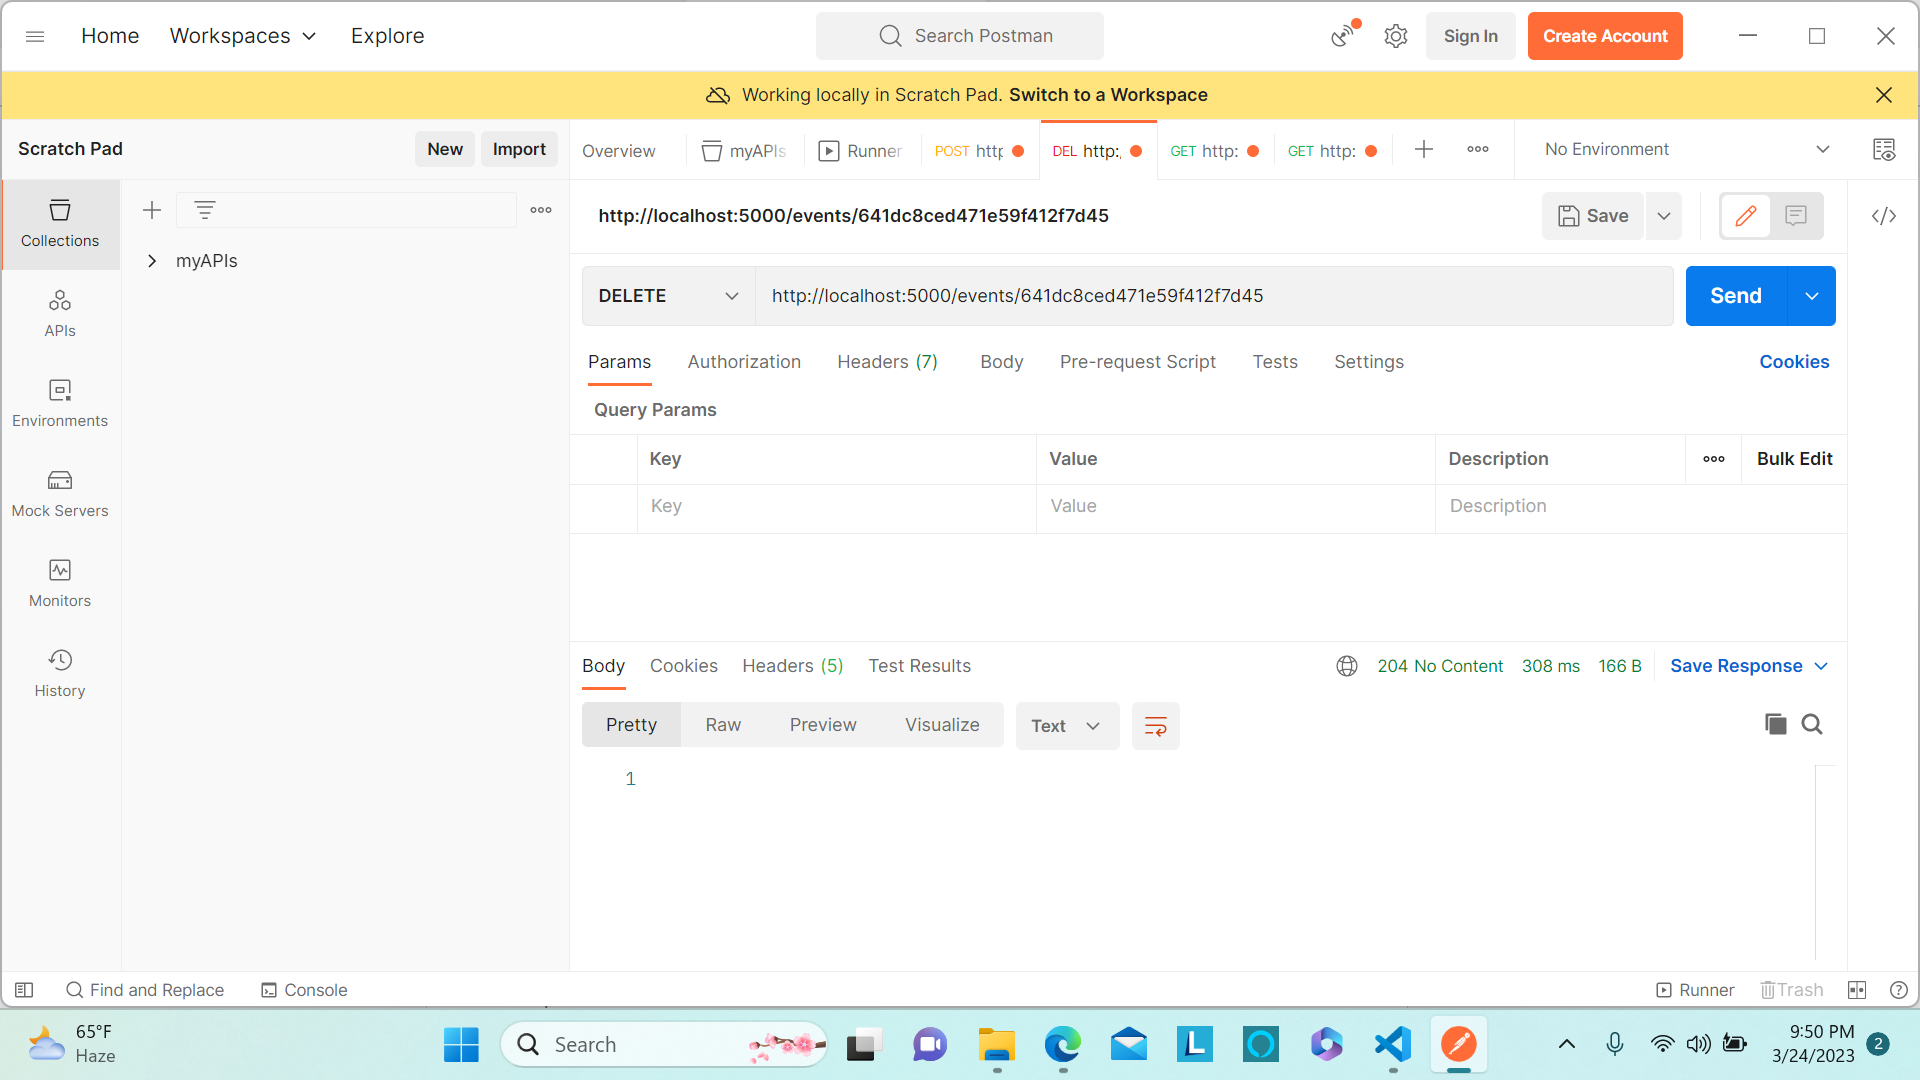 Home Workspaces Explore Search Postman Sign In Create Account
Working locally in Scratch Pad. Switch to a Workspace
Scratch Pad New Import Overview myAPIs Runner POST http DEL http: GET http: GET http: No Environment
http://localhost:5000/events/641dc8ced471e59f412f7d45 Save
Collections
myAPIs
DELETE http://localhost:5000/events/641dc8ced471e59f412f7d45 Send
APIs
Params Authorization Headers (7) Body Pre-request Script Tests Settings Cookies
Query Params
Environments
Key Value Description Bulk Edit
Key Value Description
Mock Servers
Monitors
Body Cookies Headers (5) Test Results 204 No Content 308 ms 166 B Save Response
History
Pretty Raw Preview Visualize Text
1
Find and Replace Console Runner Trash
65°F
Haze
Search
L
9:50 PM
3/24/2023
2